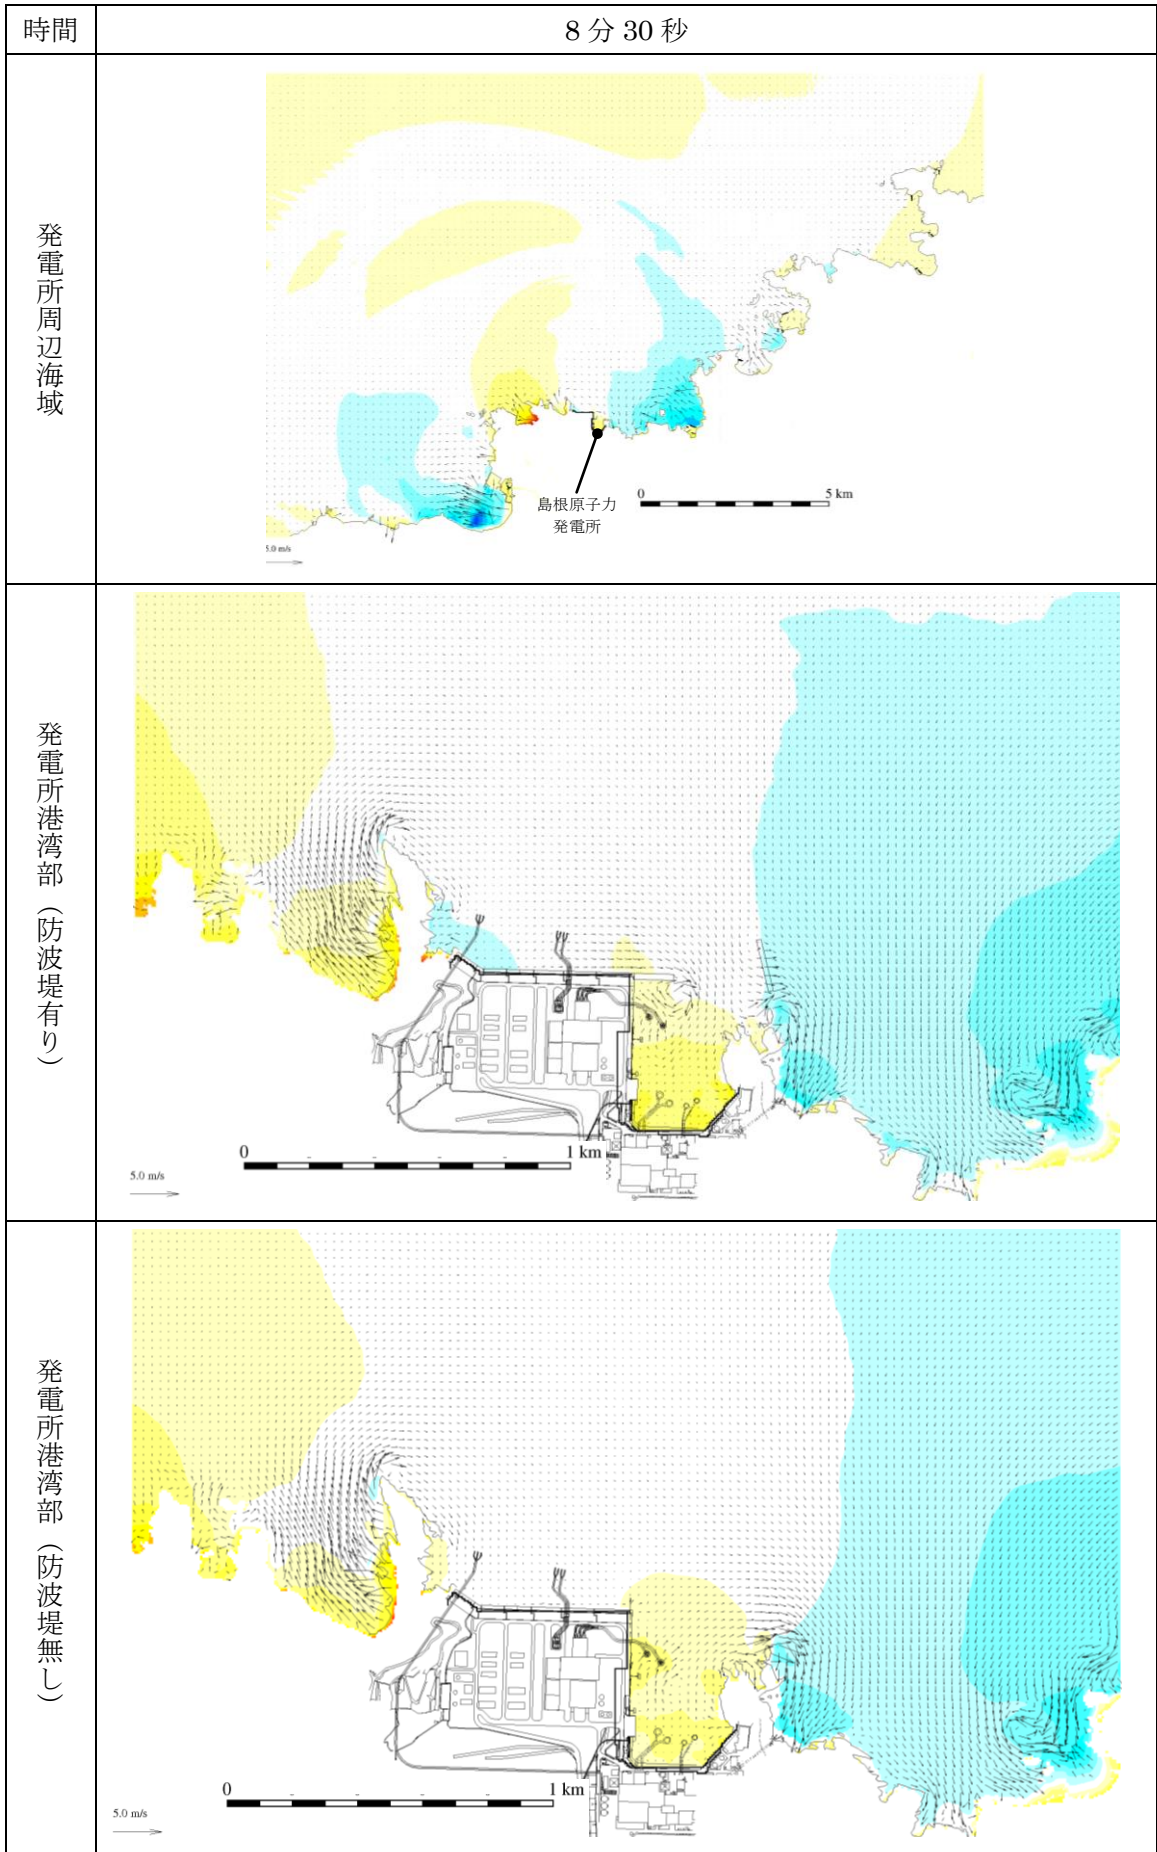 時間
8分30秒
発電所周辺海域
島根原子力
発電所
0
5 km
5.0 m/s
発電所港湾部（防波堤有り）
0
1 km
5.0 m/s
発電所港湾部（防波堤無し）
0
1 km
5.0 m/s